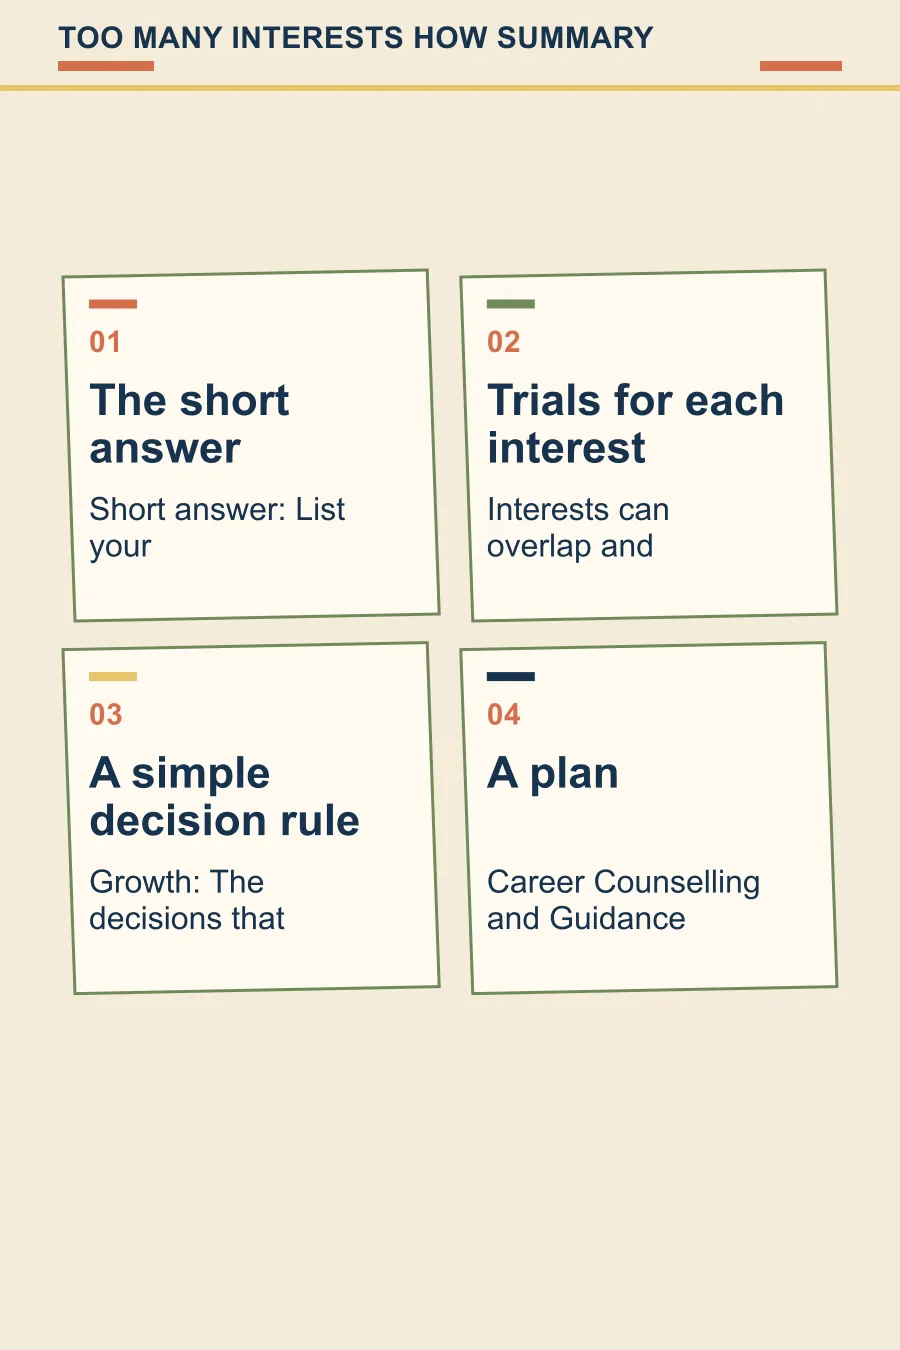 TOO MANY INTERESTS HOW SUMMARY
01
The short
answer
Short answer: List
your
02
Trials for each
interest
Interests can
overlap and
03
A simple
decision rule
Growth: The
decisions that
04
A plan
Career Counselling
and Guidance